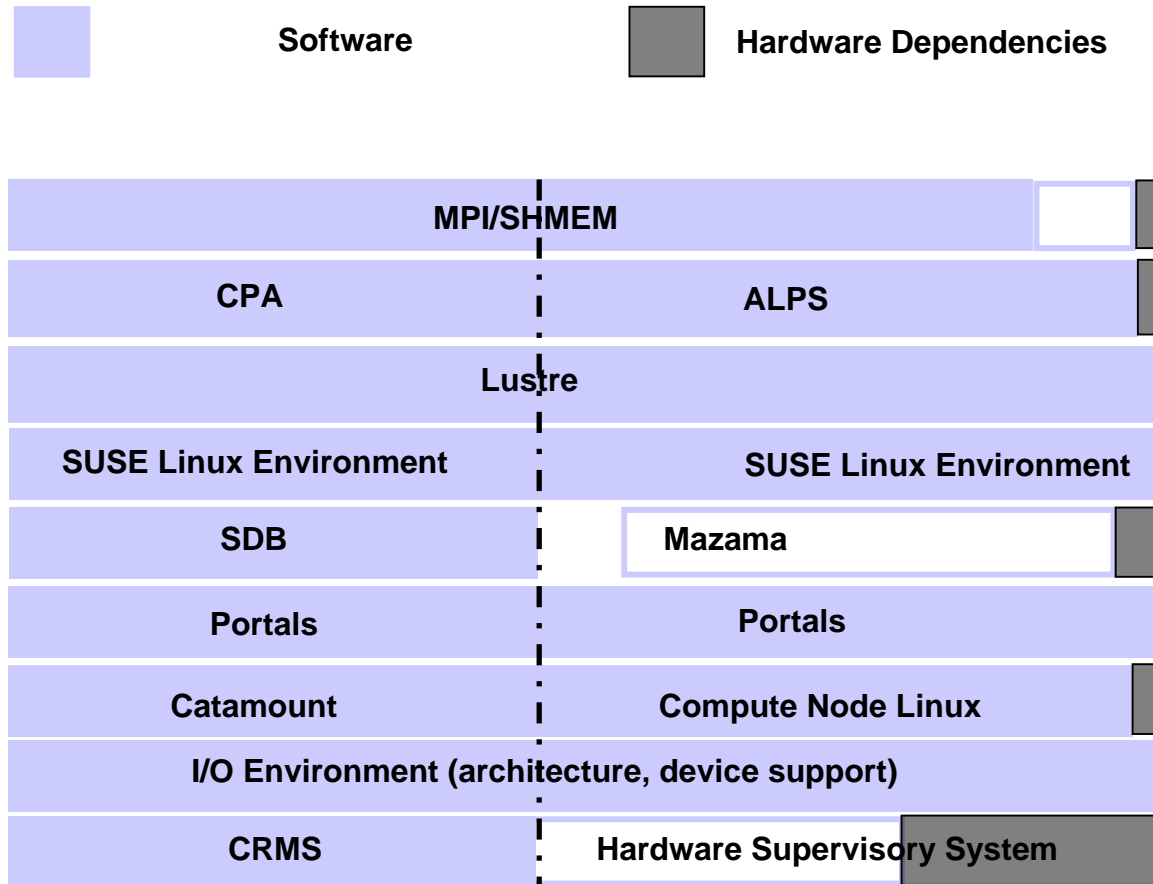 Software
Hardware Dependencies
MPI/SHMEM
CPA
ALPS
Lustre
SUSE Linux Environment
SUSE Linux Environment
SDB
Mazama
Portals
Portals
Catamount
Compute Node Linux
I/O Environment (architecture, device support)
CRMS
Hardware Supervisory System